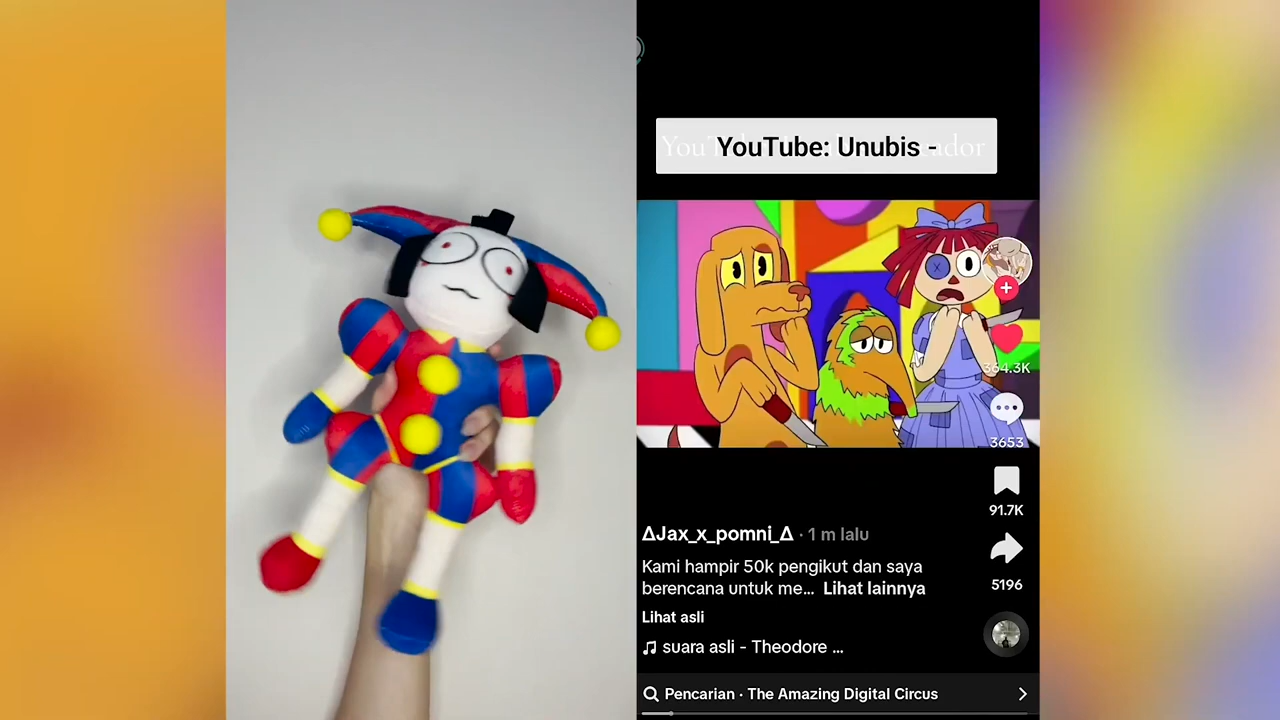 YouTube: Unubis -
364.3K
3653
91.7K
ΔJax_x_pomni_Δ · 1 m lalu
5196
Kami hampir 50k pengikut dan saya
berencana untuk me... Lihat lainnya
Lihat asli
suara asli - Theodore ...
Pencarian · The Amazing Digital Circus